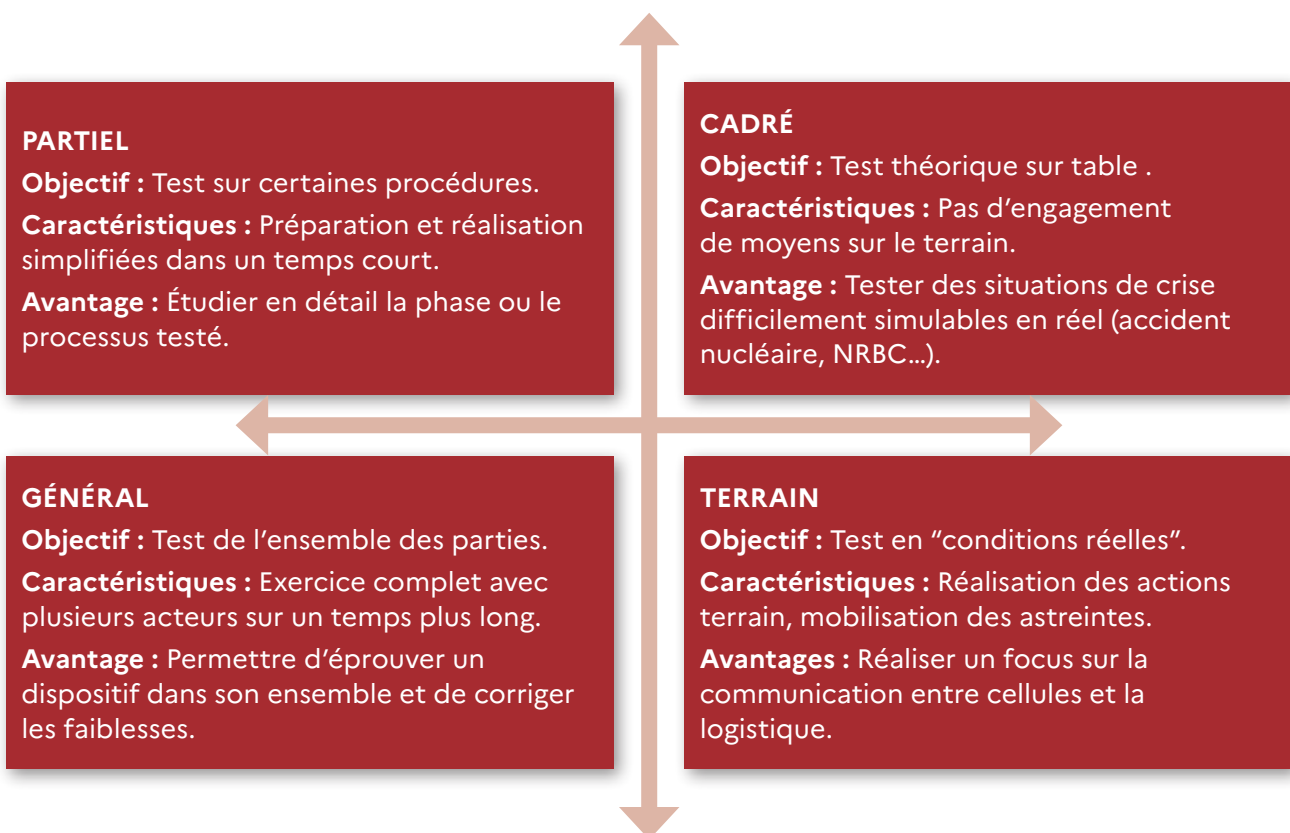 PARTIEL
Objectif : Test sur certaines procédures.
Caractéristiques : Préparation et réalisation
simplifiées dans un temps court.
Avantage : Étudier en détail la phase ou le
processus testé.
CADRÉ
Objectif : Test théorique sur table .
Caractéristiques : Pas d’engagement
de moyens sur le terrain.
Avantage : Tester des situations de crise
difficilement simulables en réel (accident
nucléaire, NRBC…).
GÉNÉRAL
Objectif : Test de l’ensemble des parties.
Caractéristiques : Exercice complet avec
plusieurs acteurs sur un temps plus long.
Avantage : Permettre d’éprouver un
dispositif dans son ensemble et de corriger
les faiblesses.
TERRAIN
Objectif : Test en “conditions réelles”.
Caractéristiques : Réalisation des actions
terrain, mobilisation des astreintes.
Avantages : Réaliser un focus sur la
communication entre cellules et la
logistique.